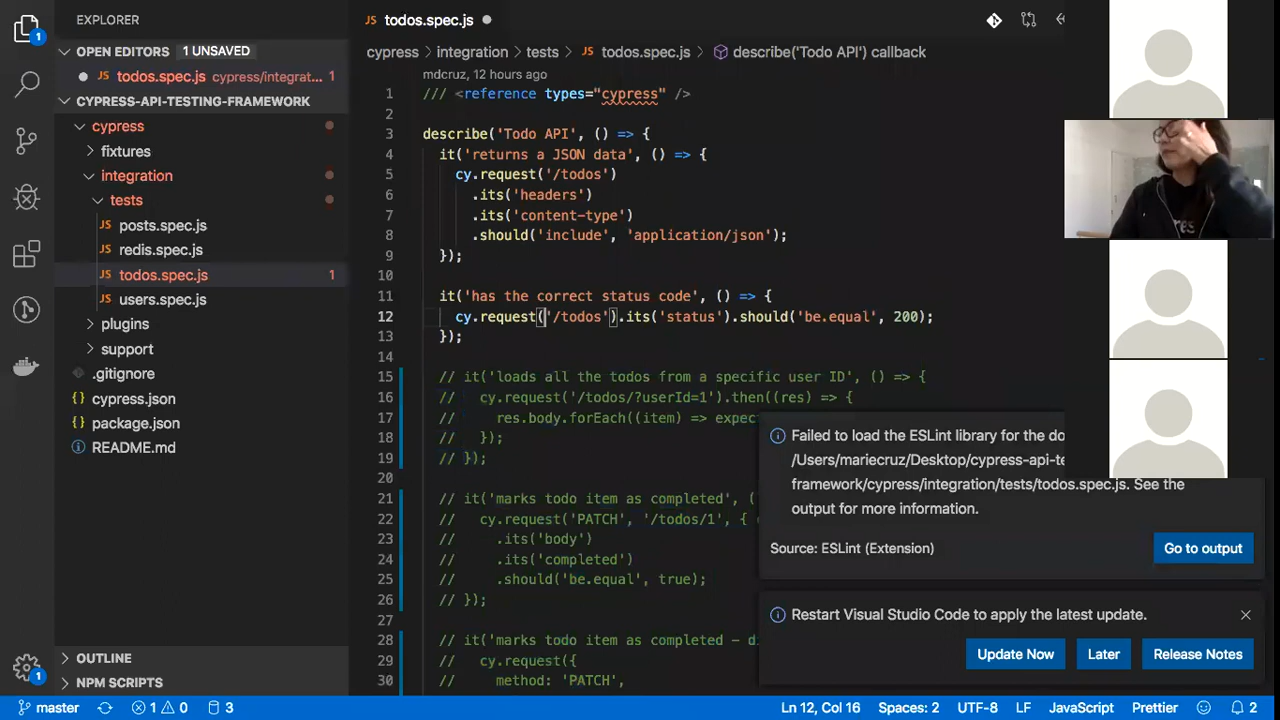 EXPLORER
OPEN EDITORS 1 UNSAVED
JS todos.spec.js cypress/integrat... 1
CYPRESS-API-TESTING-FRAMEWORK
cypress
fixtures
integration
tests
JS posts.spec.js
JS redis.spec.js
JS todos.spec.js 1
JS users.spec.js
plugins
support
.gitignore
{} cypress.json
{} package.json
README.md
OUTLINE
NPM SCRIPTS
1
1
JS todos.spec.js
cypress > integration > tests > JS todos.spec.js > describe('Todo API') callback
mdcruz, 12 hours ago
1 /// <reference types="cypress" />
2
3 describe('Todo API', () => {
4 it('returns a JSON data', () => {
5 cy.request('/todos')
6 .its('headers')
7 .its('content-type')
8 .should('include', 'application/json');
9 });
10
11 it('has the correct status code', () => {
12 cy.request('/todos').its('status').should('be.equal', 200);
13 });
14
15 // it('loads all the todos from a specific user ID', () => {
16 // cy.request('/todos/?userId=1').then((res) => {
17 // res.body.forEach((item) => expec
18 // });
19 // });
20
21 // it('marks todo item as completed', (
22 // cy.request('PATCH', '/todos/1', {
23 // .its('body')
24 // .its('completed')
25 // .should('be.equal', true);
26 // });
27
28 // it('marks todo item as completed - di
29 // cy.request({
30 // method: 'PATCH',
Failed to load the ESLint library for the do
/Users/mariecruz/Desktop/cypress-api-te
framework/cypress/integration/tests/todos.spec.js. See the
output for more information.
Source: ESLint (Extension)
Go to output
Restart Visual Studio Code to apply the latest update.
Update Now Later Release Notes
master 1 0 3 Ln 12, Col 16 Spaces: 2 UTF-8 LF JavaScript Prettier 2